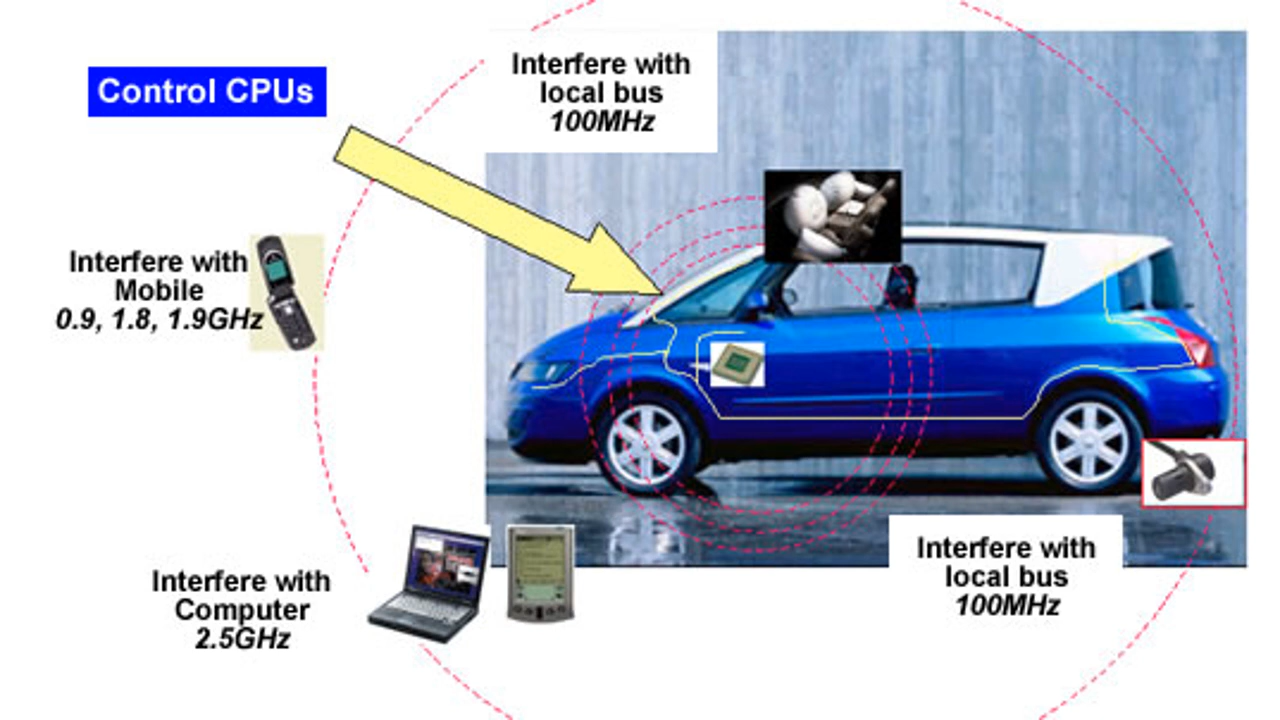 Control CPUs
Interfere with
local bus
100MHz
Interfere with
Mobile
0.9, 1.8, 1.9GHz
Interfere with
Computer
2.5GHz
Interfere with
local bus
100MHz